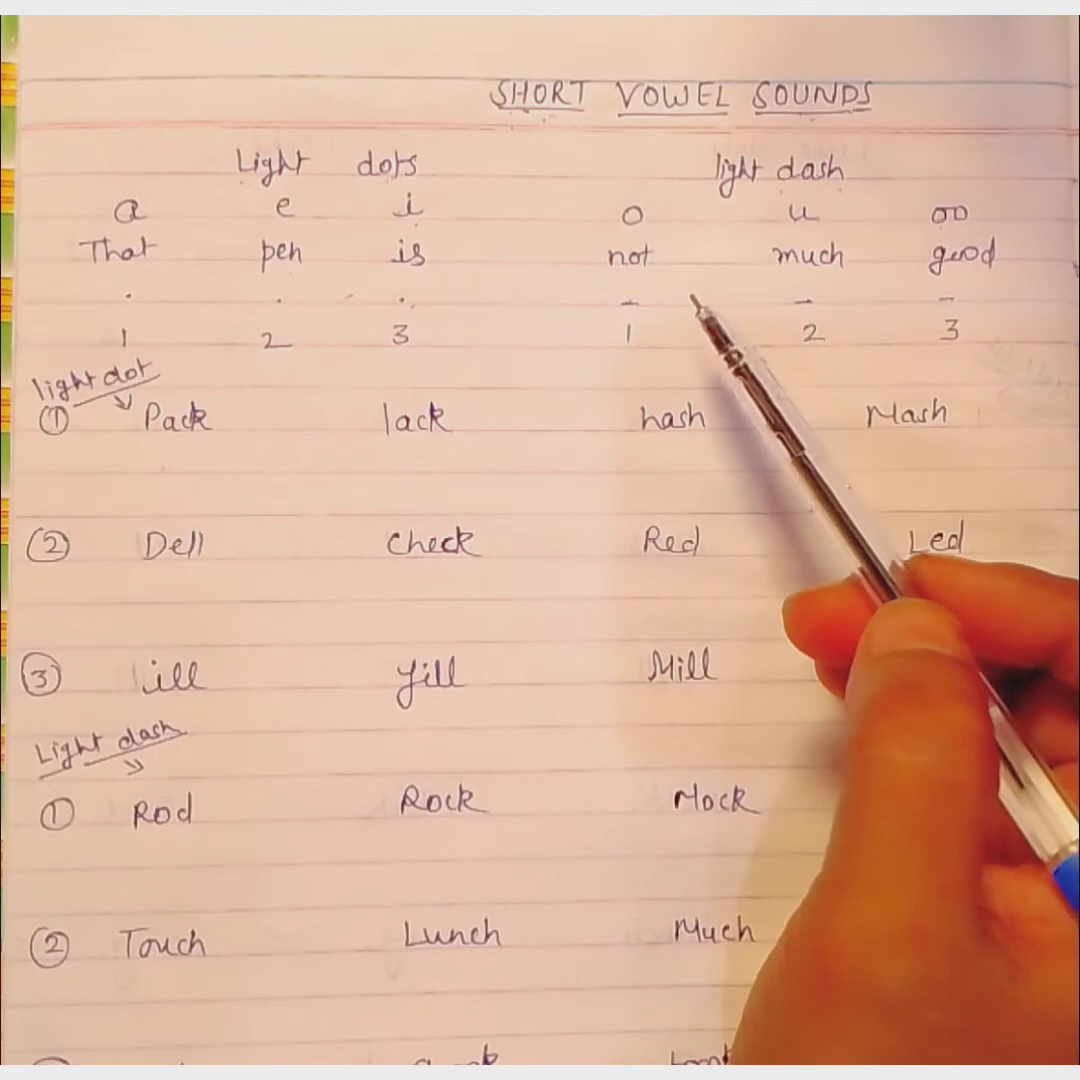 SHORT VOWEL SOUNDS
Light dots light dash
a e i o u oo
That pen is not much good
. . . – – –
1 2 3 1 2 3
light dot
① Pack lack hash Mash
② Dell Check Red Led
③ ill Jill Mill
Light dash
① Rod Rock Mock
② Touch Lunch Much